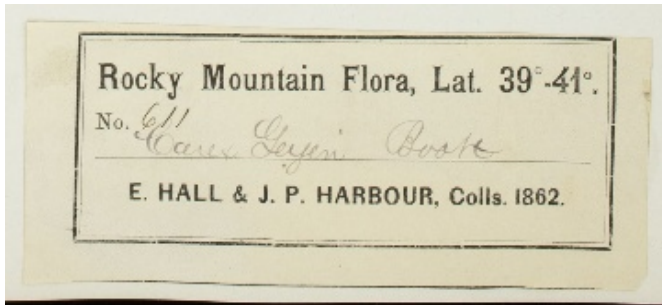 Rocky Mountain Flora, Lat. 39°-41°.
No. 611
Carex Geyeri Boott
E. HALL & J. P. HARBOUR, Colls. 1862.